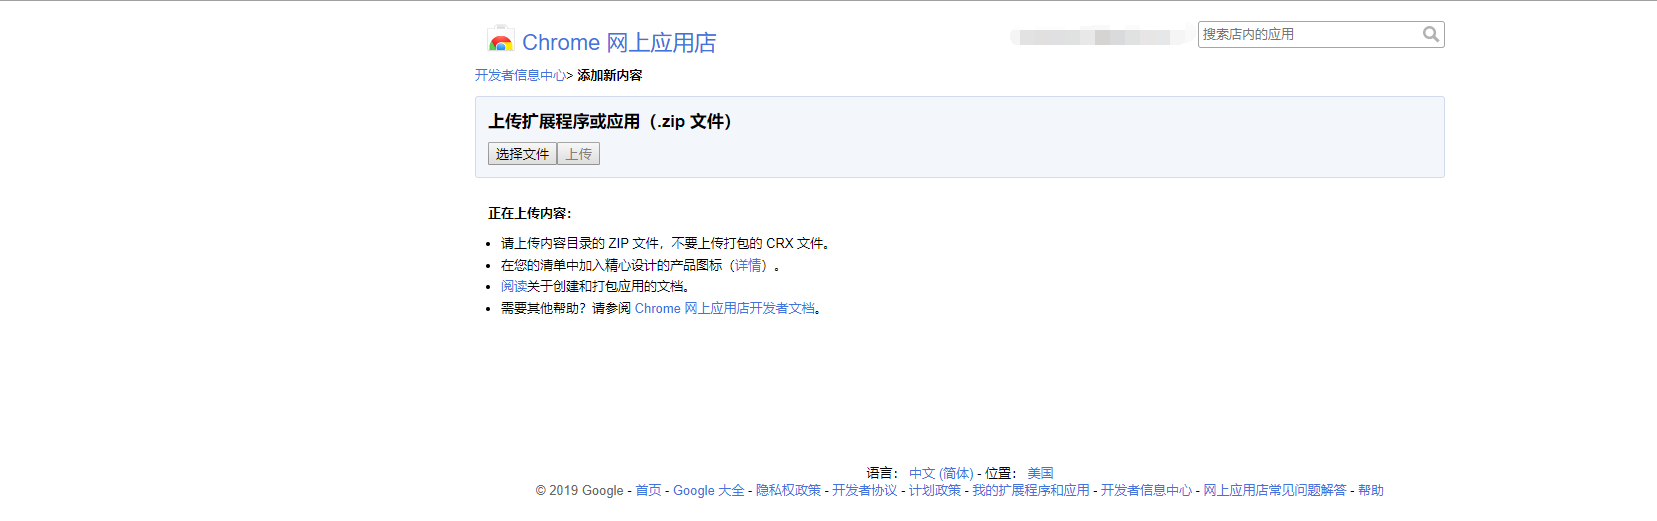 Chrome 网上应用店
搜索店内的应用
开发者信息中心> 添加新内容
上传扩展程序或应用（.zip 文件）
选择文件 上传
正在上传内容：
请上传内容目录的 ZIP 文件，不要上传打包的 CRX 文件。
在您的清单中加入精心设计的产品图标（详情）。
阅读关于创建和打包应用的文档。
需要其他帮助？请参阅 Chrome 网上应用店开发者文档。
语言： 中文 (简体) - 位置： 美国
© 2019 Google - 首页 - Google 大全 - 隐私权政策 - 开发者协议 - 计划政策 - 我的扩展程序和应用 - 开发者信息中心 - 网上应用店常见问题解答 - 帮助